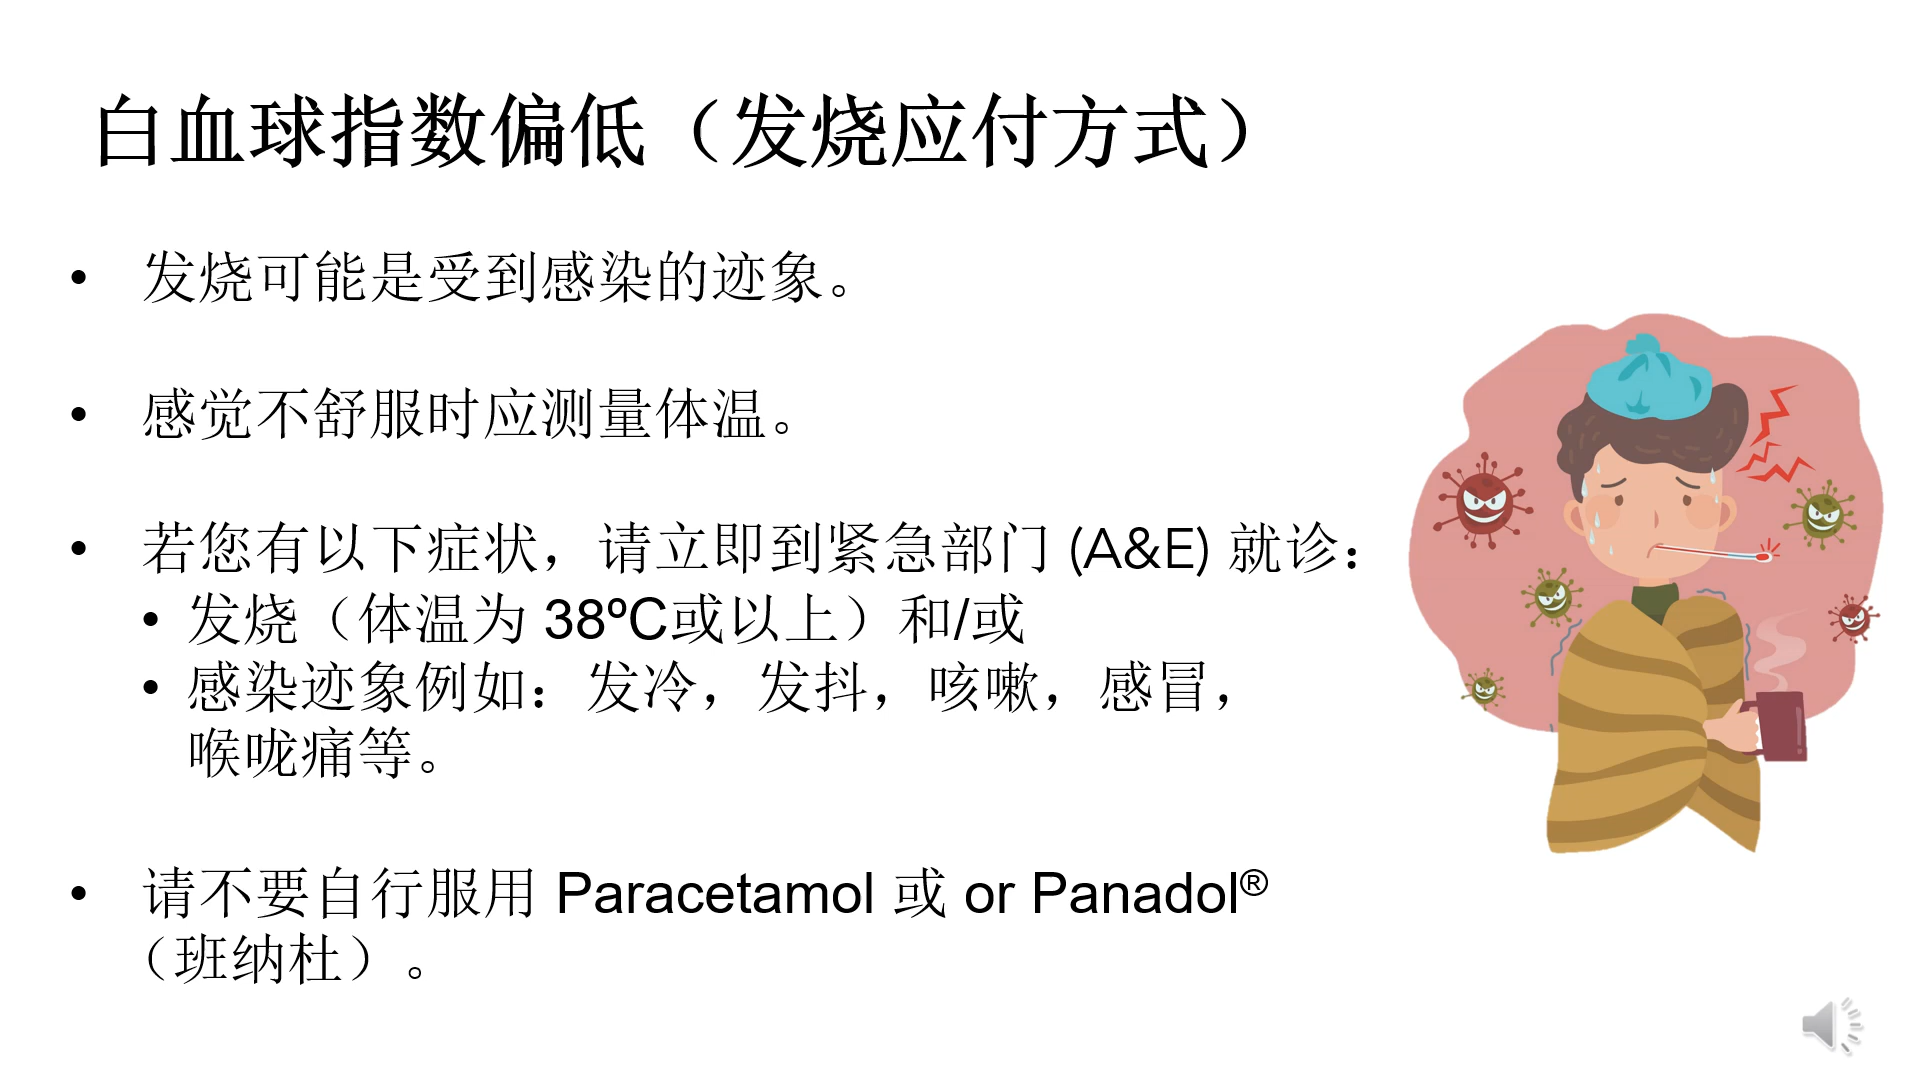 白血球指数偏低（发烧应付方式）
• 发烧可能是受到感染的迹象。
• 感觉不舒服时应测量体温。
• 若您有以下症状，请立即到紧急部门 (A&E) 就诊：
• 发烧（体温为 38ºC或以上）和/或
• 感染迹象例如：发冷，发抖，咳嗽，感冒，
喉咙痛等。
• 请不要自行服用 Paracetamol 或 or Panadol®
（班纳杜）。